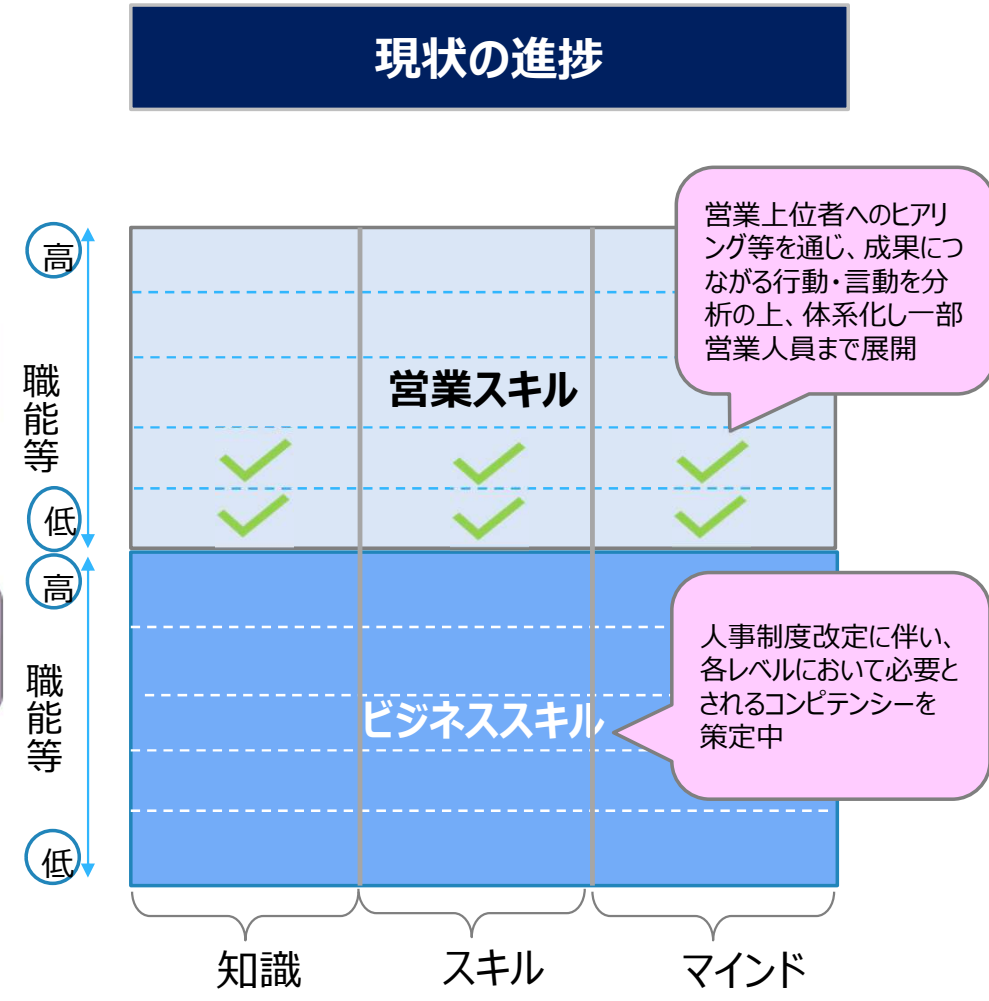 現状の進捗
営業上位者へのヒアリ
ング等を通じ、成果につ
ながる行動・言動を分
析の上、体系化し一部
営業人員まで展開
高
職能等
低
営業スキル
高
職能等
低
ビジネススキル
人事制度改定に伴い、
各レベルにおいて必要と
されるコンピテンシーを
策定中
知識
スキル
マインド